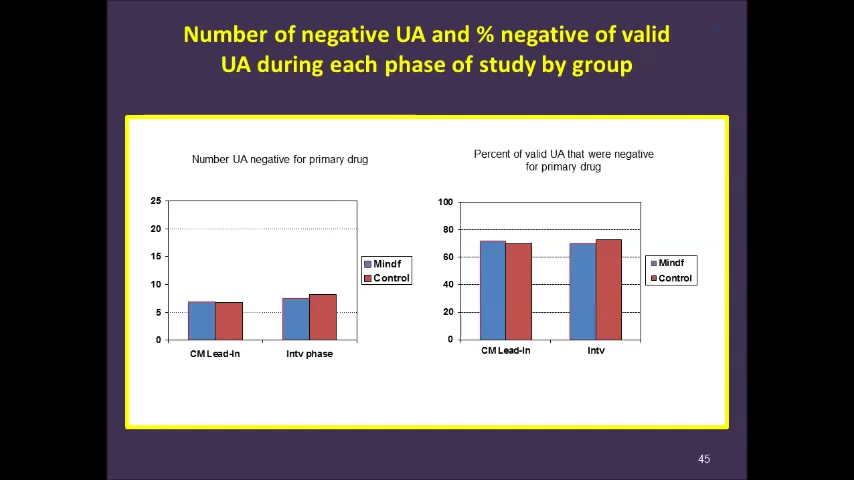 Number of negative UA and % negative of valid
UA during each phase of study by group
Number UA negative for primary drug
25
20
15
10
5
0
CM Lead-In
Intv phase
Mindf
Control
Percent of valid UA that were negative
for primary drug
100
80
60
40
20
0
CM Lead-In
Intv
Mindf
Control
45